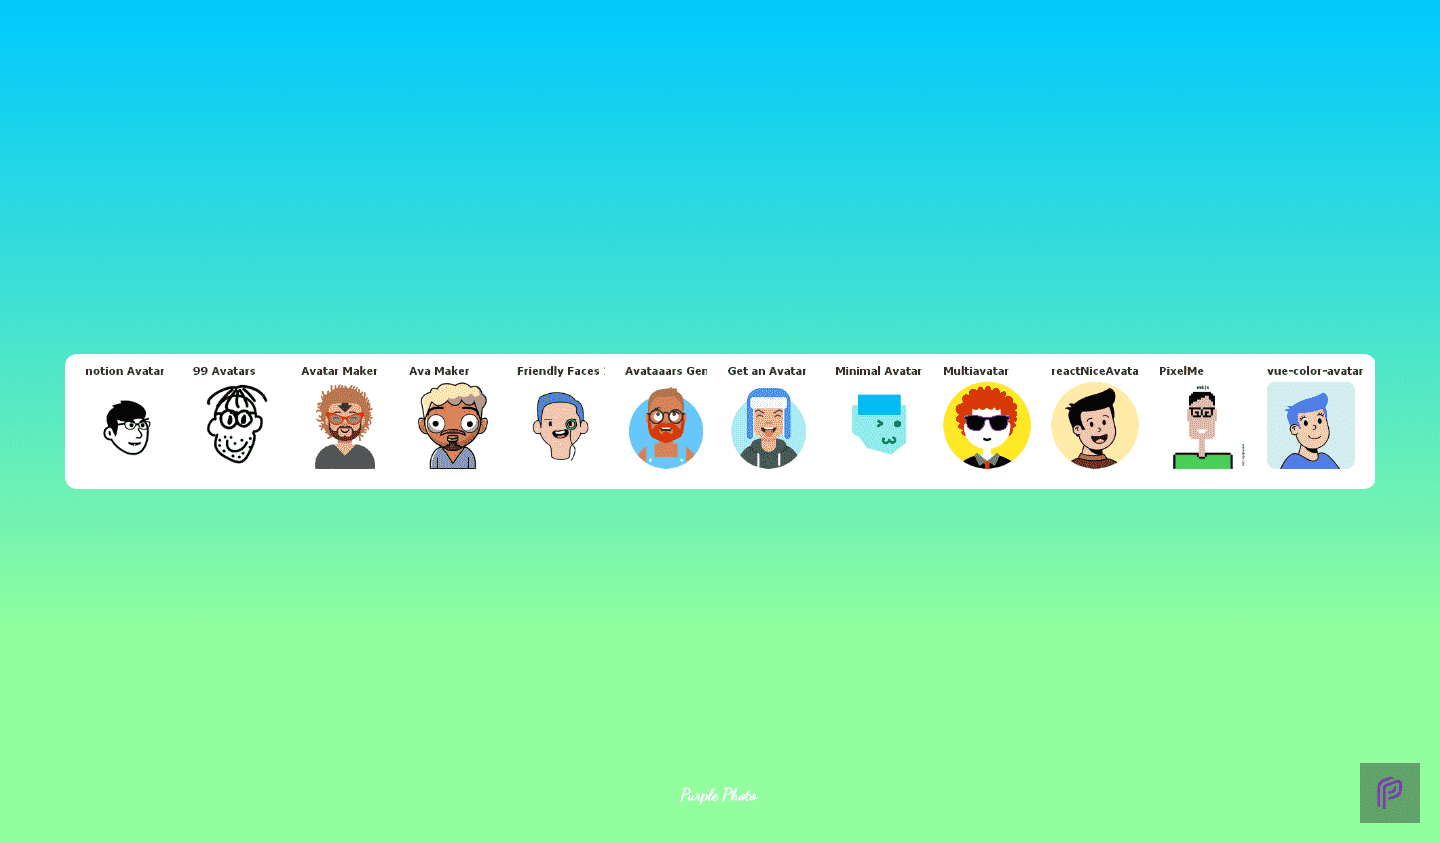 notion Avatar
99 Avatars
Avatar Maker
Ava Maker
Friendly Faces
Avataaars Gen
Get an Avatar
Minimal Avatar
Multiavatar
reactNiceAvata
PixelMe
vue-color-avatar
Purple Photo